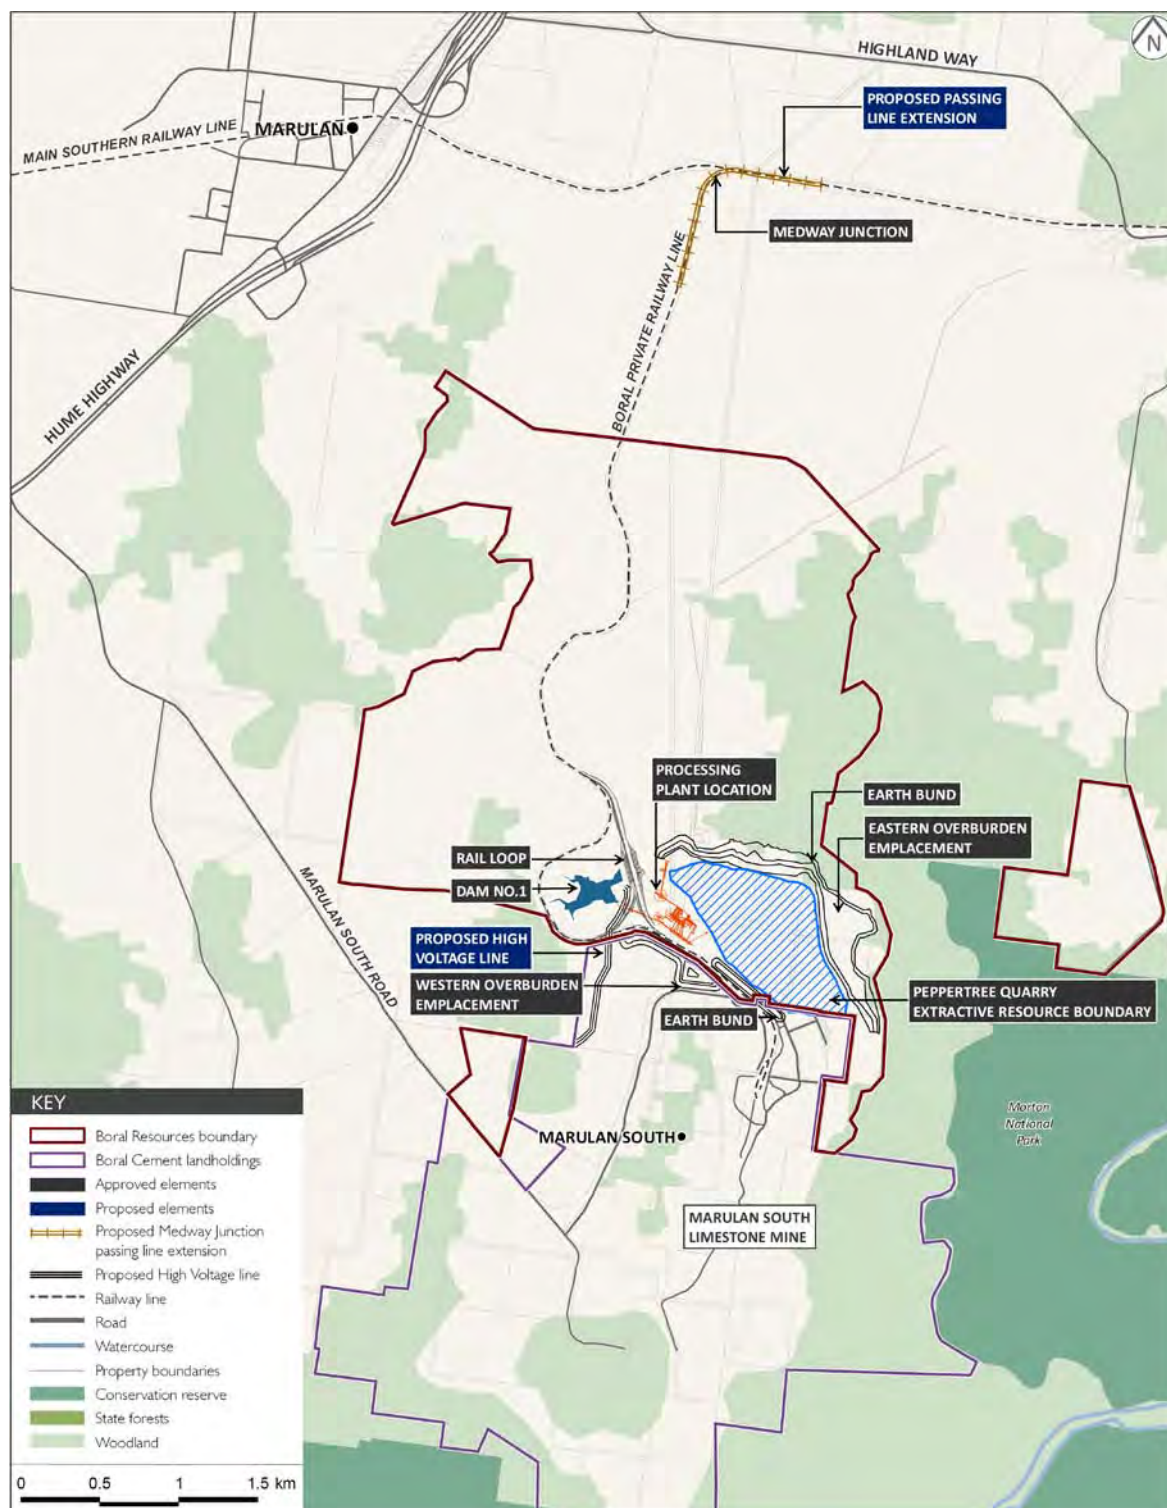 N
HIGHLAND WAY
PROPOSED PASSING
LINE EXTENSION
MARULAN
MAIN SOUTHERN RAILWAY LINE
MEDWAY JUNCTION
BORAL PRIVATE RAILWAY LINE
HUME HIGHWAY
PROCESSING
PLANT LOCATION
EARTH BUND
EASTERN OVERBURDEN
EMPLACEMENT
RAIL LOOP
DAM NO.1
MARULAN SOUTH ROAD
PROPOSED HIGH
VOLTAGE LINE
WESTERN OVERBURDEN
EMPLACEMENT
PEPPERTREE QUARRY
EXTRACTIVE RESOURCE BOUNDARY
EARTH BUND
Morton
National
Park
MARULAN SOUTH
MARULAN SOUTH
LIMESTONE MINE
KEY
Boral Resources boundary
Boral Cement landholdings
Approved elements
Proposed elements
Proposed Medway Junction
passing line extension
Proposed High Voltage line
Railway line
Road
Watercourse
Property boundaries
Conservation reserve
State forests
Woodland
0 0.5 1 1.5 km